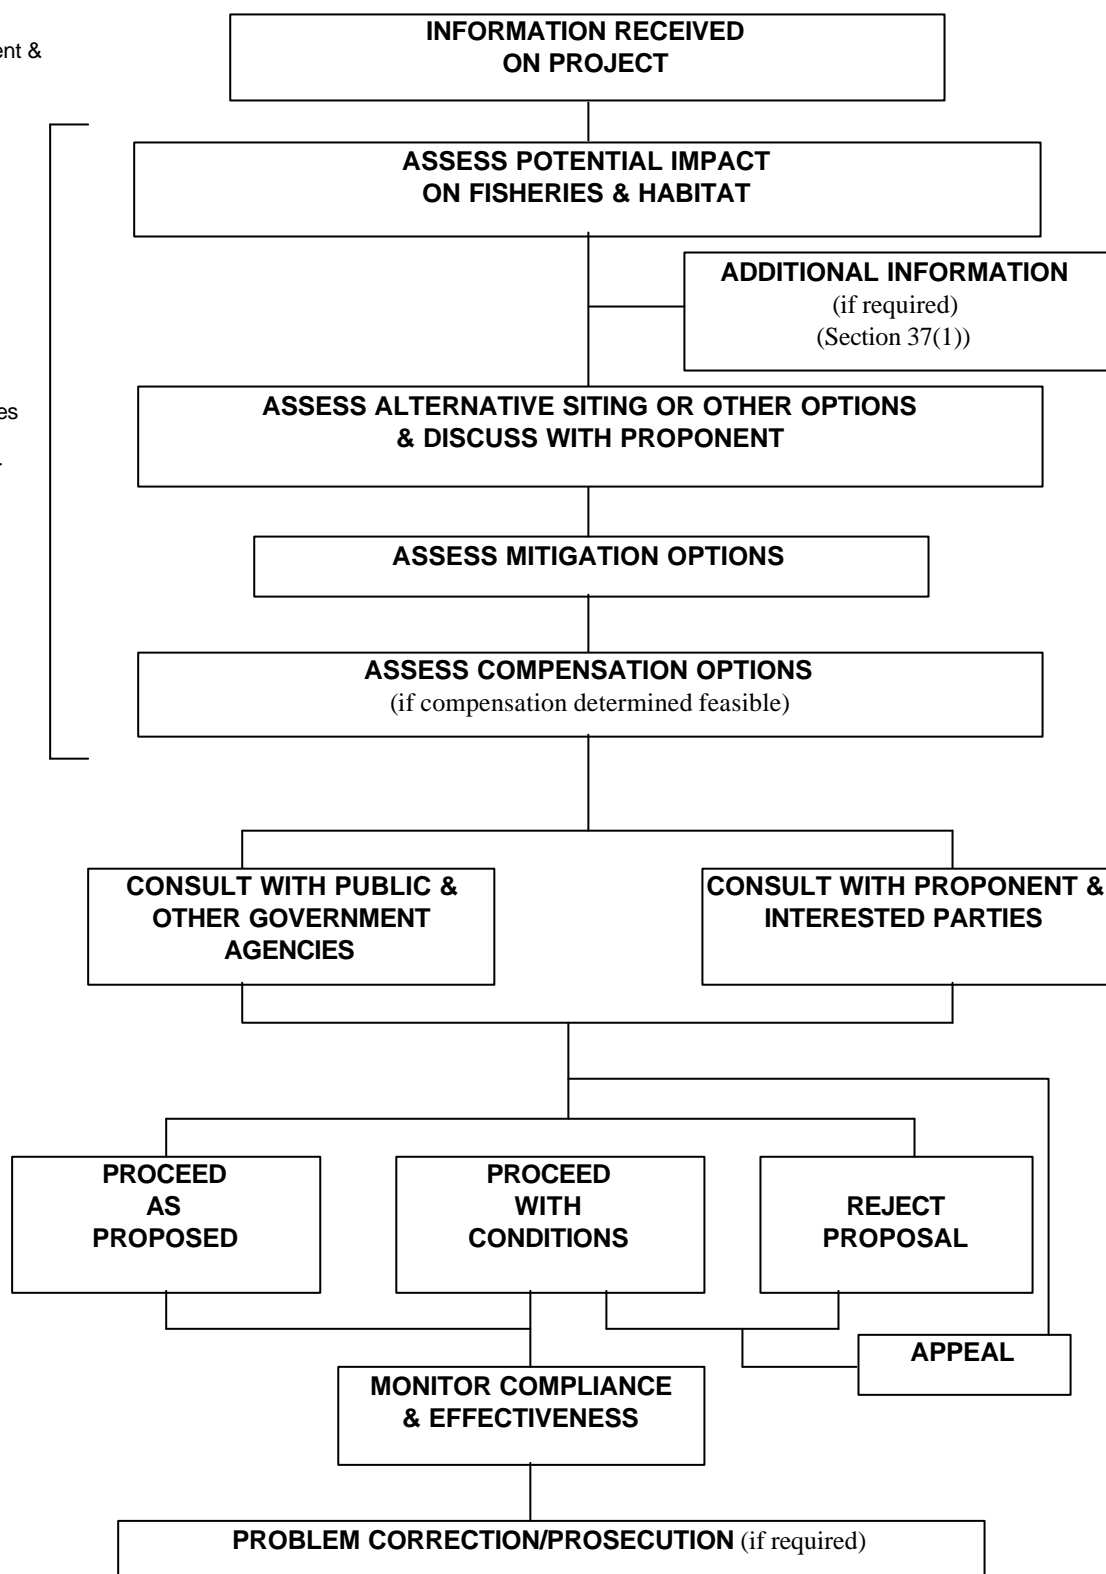 INFORMATION RECEIVED
ON PROJECT
&
ASSESS POTENTIAL IMPACT
ON FISHERIES & HABITAT
ADDITIONAL INFORMATION
(if required)
(Section 37(1))
ASSESS ALTERNATIVE SITING OR OTHER OPTIONS
& DISCUSS WITH PROPONENT
ASSESS MITIGATION OPTIONS
ASSESS COMPENSATION OPTIONS
(if compensation determined feasible)
CONSULT WITH PUBLIC &
OTHER GOVERNMENT
AGENCIES
CONSULT WITH PROPONENT &
INTERESTED PARTIES
PROCEED
AS
PROPOSED
PROCEED
WITH
CONDITIONS
REJECT
PROPOSAL
APPEAL
MONITOR COMPLIANCE
& EFFECTIVENESS
PROBLEM CORRECTION/PROSECUTION (if required)